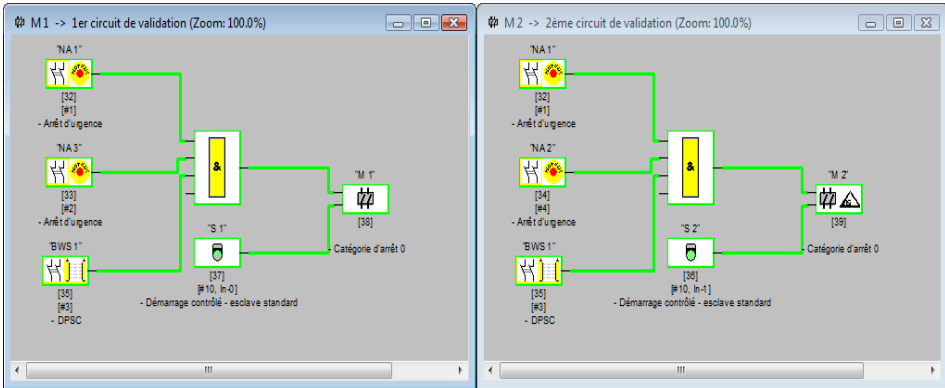 M 1 -> 1er circuit de validation (Zoom: 100.0%)
"NA 1"
[32]
[#1]
- Arrêt d'urgence
"NA 3"
[33]
[#2]
- Arrêt d'urgence
"BWS 1"
[35]
[#3]
- DPSC
&
"S 1"
[37]
[#10, In-0]
- Démarrage contrôlé - esclave standard
"M 1"
[38]
- Catégorie d'arrêt 0
M 2 -> 2ème circuit de validation (Zoom: 100.0%)
"NA 1"
[32]
[#1]
- Arrêt d'urgence
"NA 2"
[34]
[#4]
- Arrêt d'urgence
"BWS 1"
[35]
[#3]
- DPSC
&
"S 2"
[36]
[#10, In-1]
- Démarrage contrôlé - esclave standard
"M 2'
[39]
- Catégorie d'arrêt 0